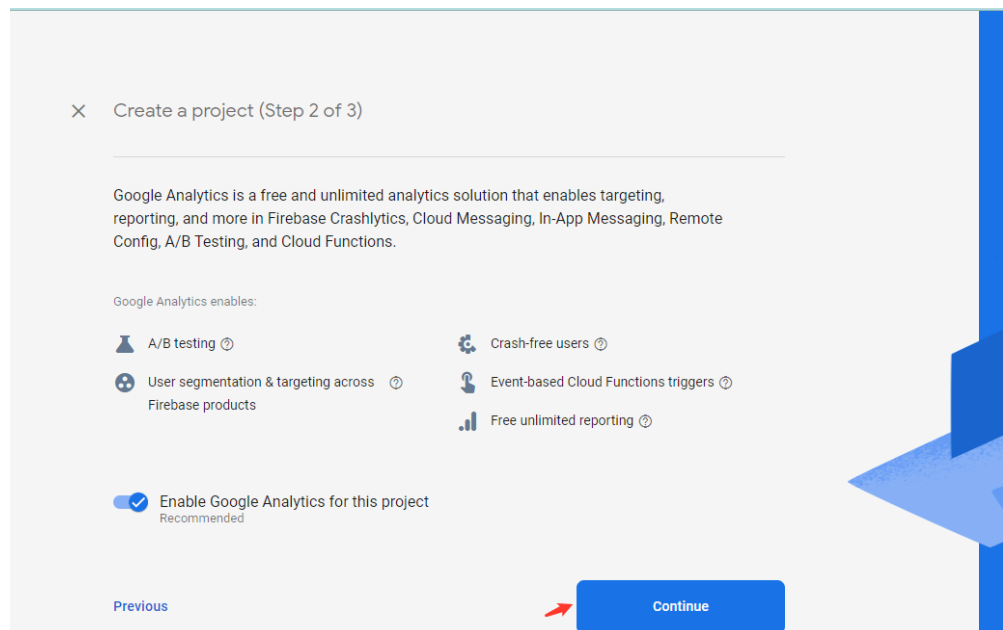 Create a project (Step 2 of 3)
Google Analytics is a free and unlimited analytics solution that enables targeting,
reporting, and more in Firebase Crashlytics, Cloud Messaging, In-App Messaging, Remote
Config, A/B Testing, and Cloud Functions.
Google Analytics enables:
A/B testing
Crash-free users
User segmentation & targeting across
Firebase products
Event-based Cloud Functions triggers
Free unlimited reporting
Enable Google Analytics for this project
Recommended
Previous
Continue